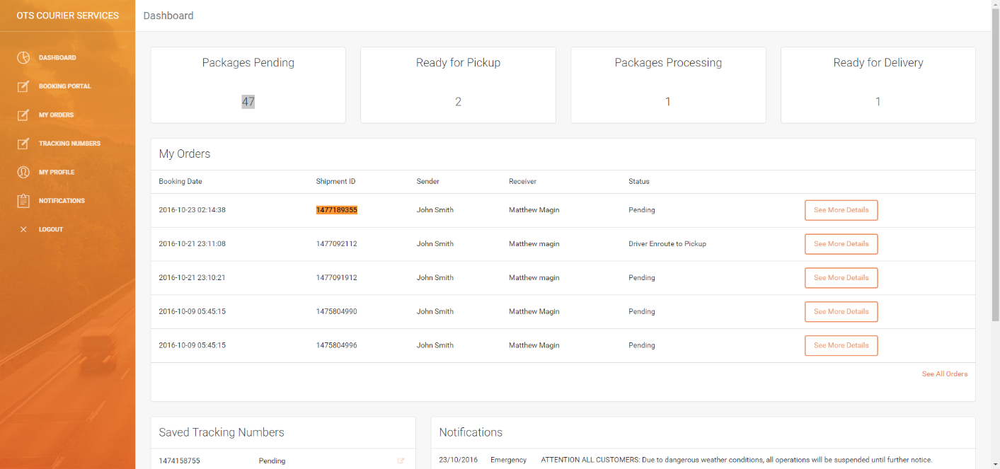 OTS COURIER SERVICES
Dashboard
DASHBOARD
BOOKING PORTAL
MY ORDERS
TRACKING NUMBERS
MY PROFILE
NOTIFICATIONS
LOGOUT
Packages Pending
47
Ready for Pickup
2
Packages Processing
1
Ready for Delivery
1
My Orders
Booking Date Shipment ID Sender Receiver Status
2016-10-23 02:14:38 1477189355 John Smith Matthew Magin Pending See More Details
2016-10-21 23:11:08 1477092112 John Smith Matthew magin Driver Enroute to Pickup See More Details
2016-10-21 23:10:21 1477091912 John Smith Matthew magin Pending See More Details
2016-10-09 05:45:15 1475804990 John Smith Matthew Magin Pending See More Details
2016-10-09 05:45:15 1475804996 John Smith Matthew Magin Pending See More Details
See All Orders
Saved Tracking Numbers
1474158755 Pending
Notifications
23/10/2016 Emergency ATTENTION ALL CUSTOMERS: Due to dangerous weather conditions, all operations will be suspended until further notice.